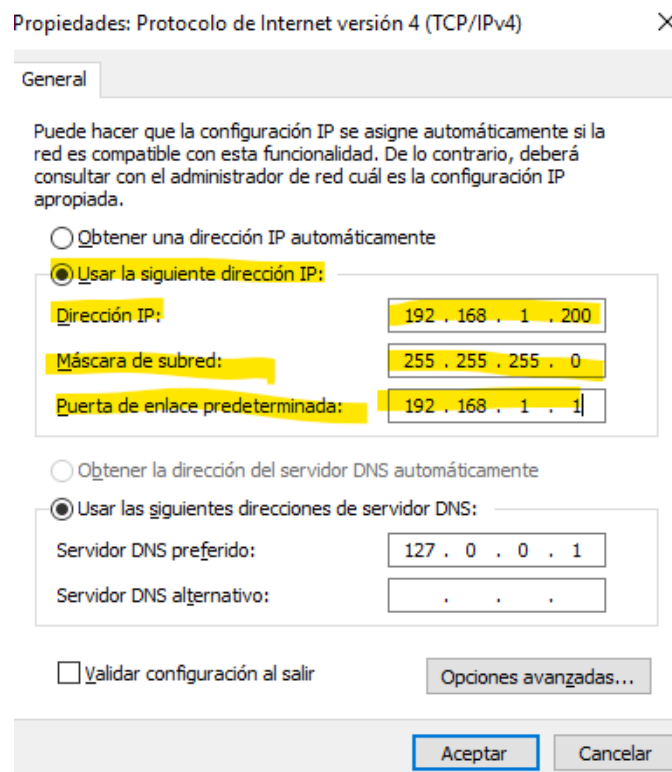 Propiedades: Protocolo de Internet versión 4 (TCP/IPv4)
General
Puede hacer que la configuración IP se asigne automáticamente si la
red es compatible con esta funcionalidad. De lo contrario, deberá
consultar con el administrador de red cuál es la configuración IP
apropiada.
Obtener una dirección IP automáticamente
Usar la siguiente dirección IP:
Dirección IP: 192 . 168 . 1 . 200
Máscara de subred: 255 . 255 . 255 . 0
Puerta de enlace predeterminada: 192 . 168 . 1 . 1
Obtener la dirección del servidor DNS automáticamente
Usar las siguientes direcciones de servidor DNS:
Servidor DNS preferido: 127 . 0 . 0 . 1
Servidor DNS alternativo: . . .
Validar configuración al salir Opciones avanzadas...
Aceptar Cancelar